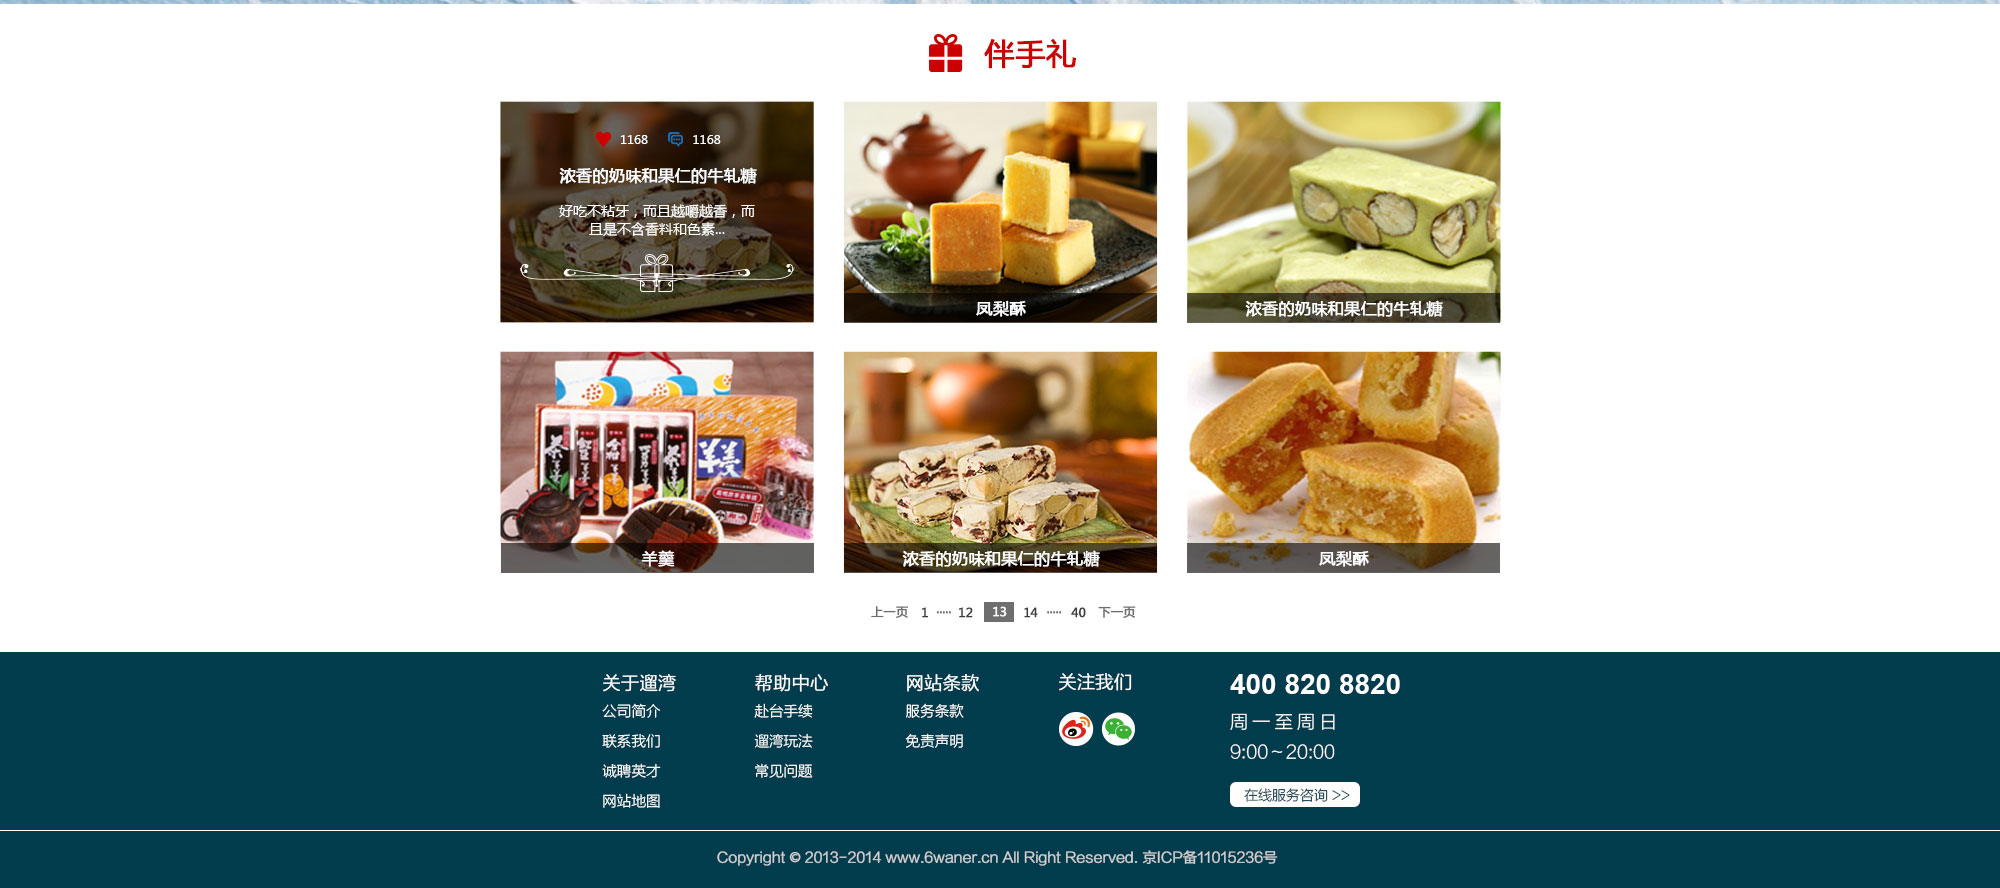 伴手礼
1168 1168
浓香的奶味和果仁的牛轧糖
好吃不粘牙，而且越嚼越香，而
且是不含香料和色素...
凤梨酥
浓香的奶味和果仁的牛轧糖
羊羹
羊羹
浓香的奶味和果仁的牛轧糖
凤梨酥
上一页 1 ····· 12 13 14 ····· 40 下一页
关于遛湾
公司简介
联系我们
诚聘英才
网站地图
帮助中心
赴台手续
遛湾玩法
常见问题
网站条款
服务条款
免责声明
关注我们
400 820 8820
周一至周日
9:00~20:00
在线服务咨询 >>
Copyright © 2013-2014 www.6waner.cn All Right Reserved. 京ICP备11015236号